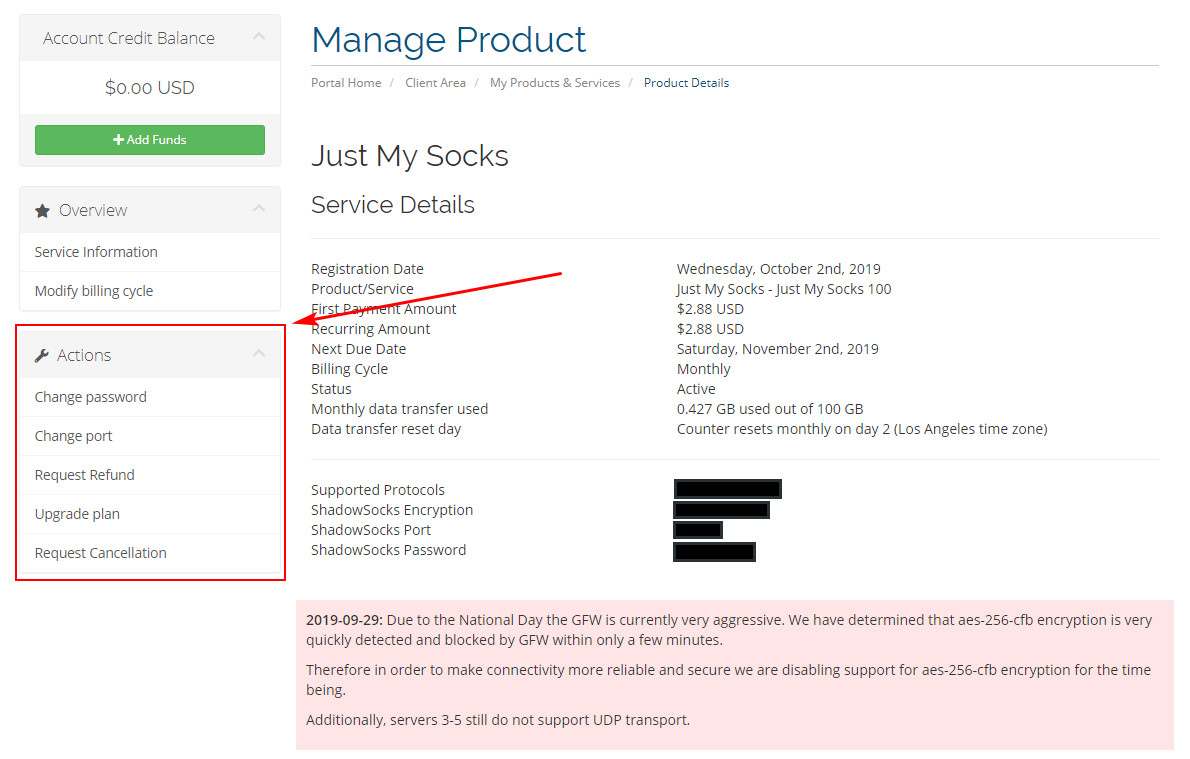 Account Credit Balance
$0.00 USD
Add Funds
Overview
Service Information
Modify billing cycle
Actions
Change password
Change port
Request Refund
Upgrade plan
Request Cancellation
Manage Product
Portal Home / Client Area / My Products & Services / Product Details
Just My Socks
Service Details
Registration Date Wednesday, October 2nd, 2019
Product/Service Just My Socks - Just My Socks 100
First Payment Amount $2.88 USD
Recurring Amount $2.88 USD
Next Due Date Saturday, November 2nd, 2019
Billing Cycle Monthly
Status Active
Monthly data transfer used 0.427 GB used out of 100 GB
Data transfer reset day Counter resets monthly on day 2 (Los Angeles time zone)
Supported Protocols
ShadowSocks Encryption
ShadowSocks Port
ShadowSocks Password
2019-09-29: Due to the National Day the GFW is currently very aggressive. We have determined that aes-256-cfb encryption is very
quickly detected and blocked by GFW within only a few minutes.
Therefore in order to make connectivity more reliable and secure we are disabling support for aes-256-cfb encryption for the time
being.
Additionally, servers 3-5 still do not support UDP transport.